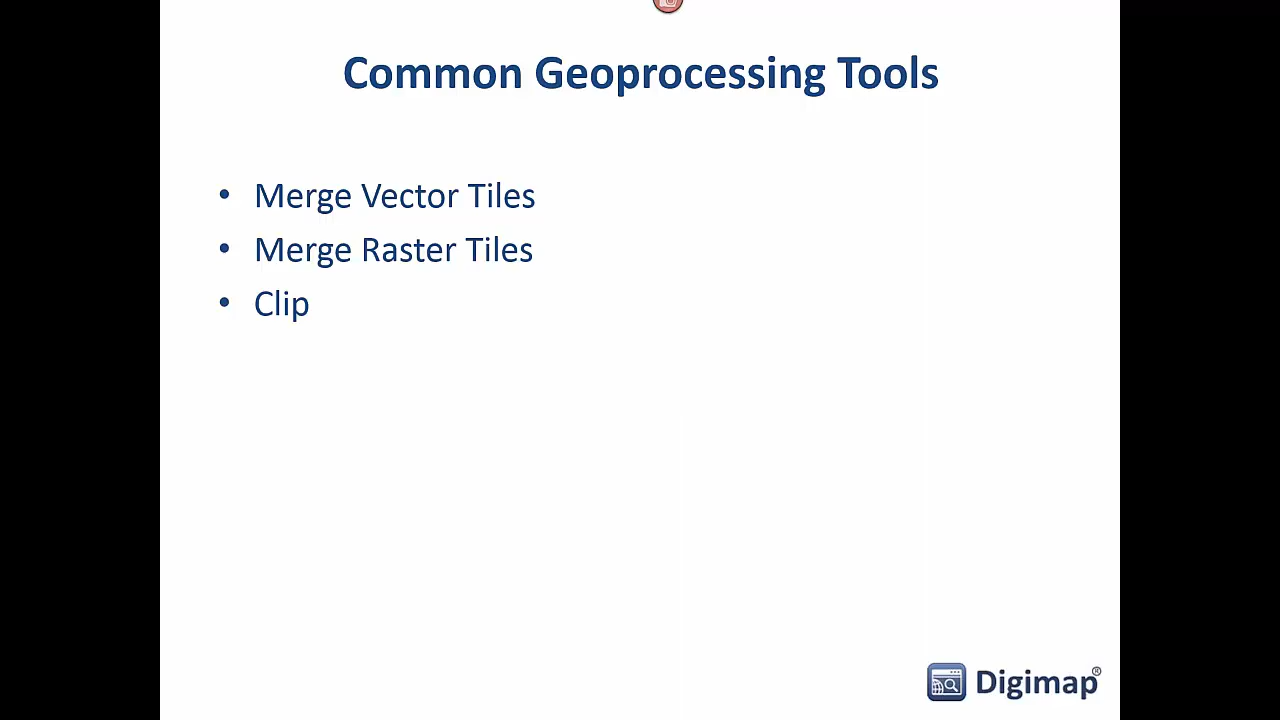 Common Geoprocessing Tools
• Merge Vector Tiles
• Merge Raster Tiles
• Clip
Digimap®